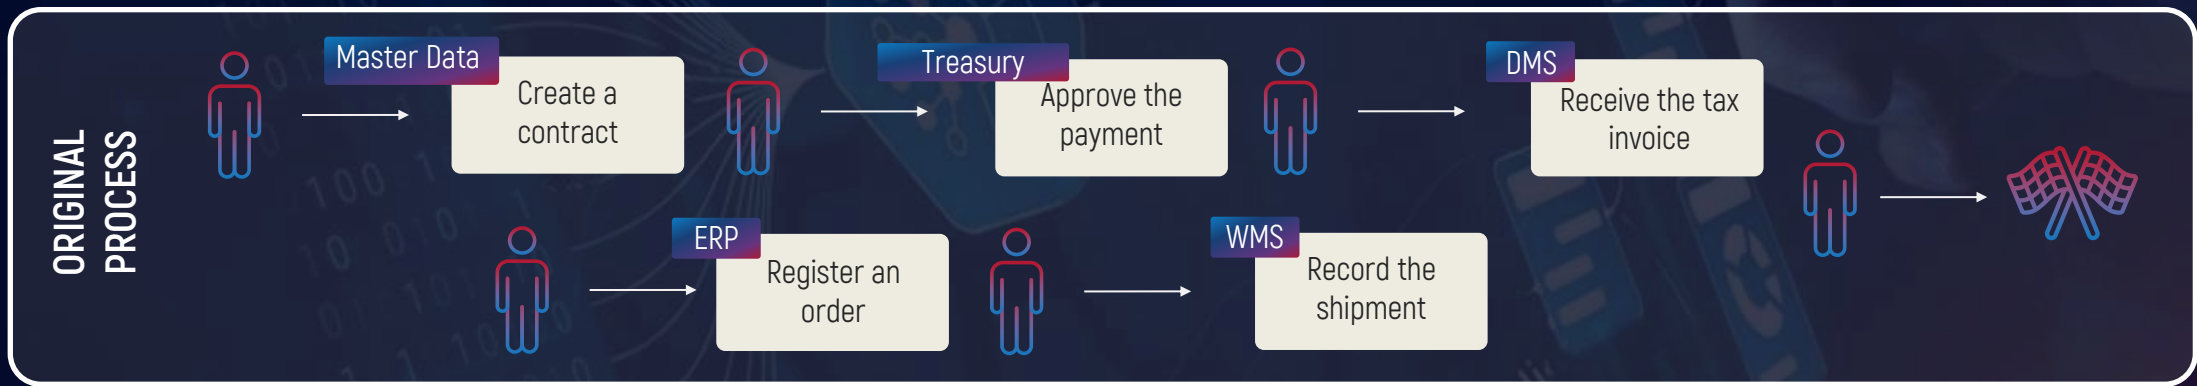 ORIGINAL
PROCESS
Master Data
Create a
contract
ERP
Register an
order
Treasury
Approve the
payment
WMS
Record the
shipment
DMS
Receive the tax
invoice